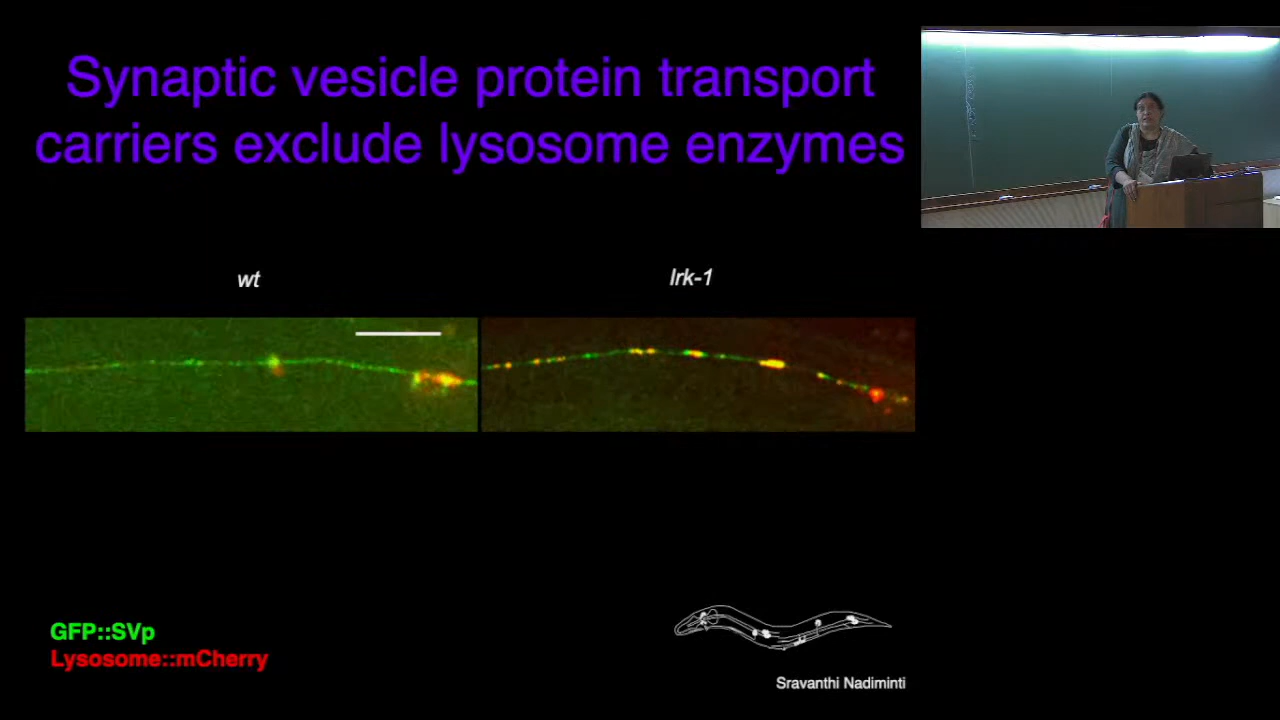 Synaptic vesicle protein transport
carriers exclude lysosome enzymes
wt
lrk-1
GFP::SVp
Lysosome::mCherry
Sravanthi Nadiminti